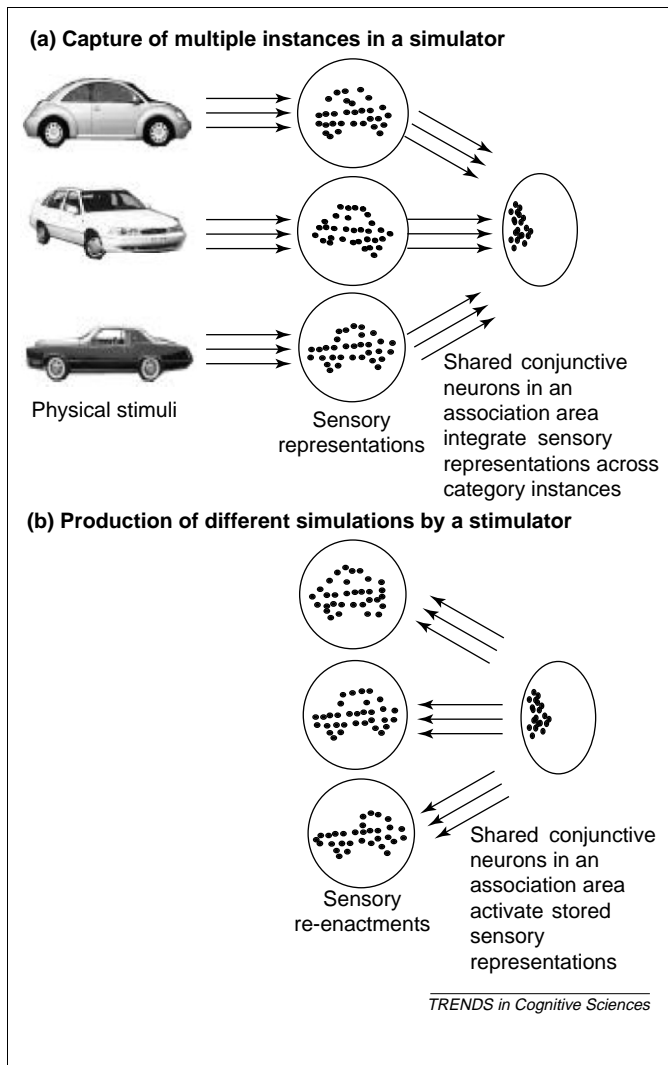 (a) Capture of multiple instances in a simulator
Physical stimuli
Sensory
representations
Shared conjunctive
neurons in an
association area
integrate sensory
representations across
category instances
(b) Production of different simulations by a stimulator
Sensory
re-enactments
Shared conjunctive
neurons in an
association area
activate stored
sensory
representations
TRENDS in Cognitive Sciences